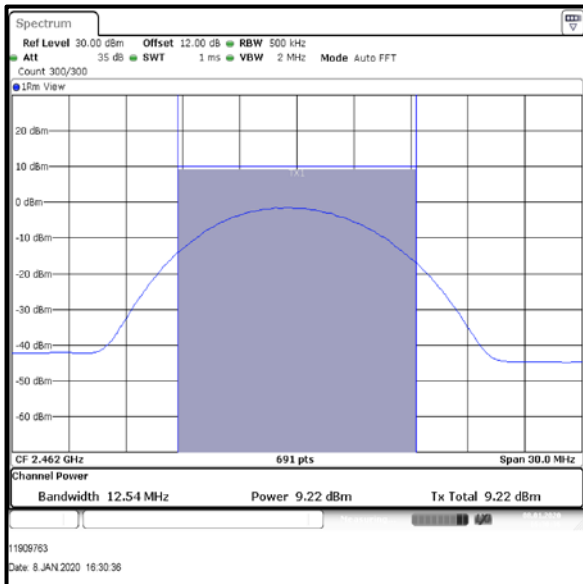 Spectrum
Ref Level 30.00 dBm Offset 12.00 dB RBW 500 kHz
Att 35 dB SWT 1 ms VBW 2 MHz Mode Auto FFT
Count 300/300
1Rm View
20 dBm
10 dBm
TX1
0 dBm
-10 dBm
-20 dBm
-30 dBm
-40 dBm
-50 dBm
-60 dBm
CF 2.462 GHz 691 pts Span 30.0 MHz
Channel Power
Bandwidth 12.54 MHz Power 9.22 dBm Tx Total 9.22 dBm
11909763
Date: 8.JAN.2020 16:30:36